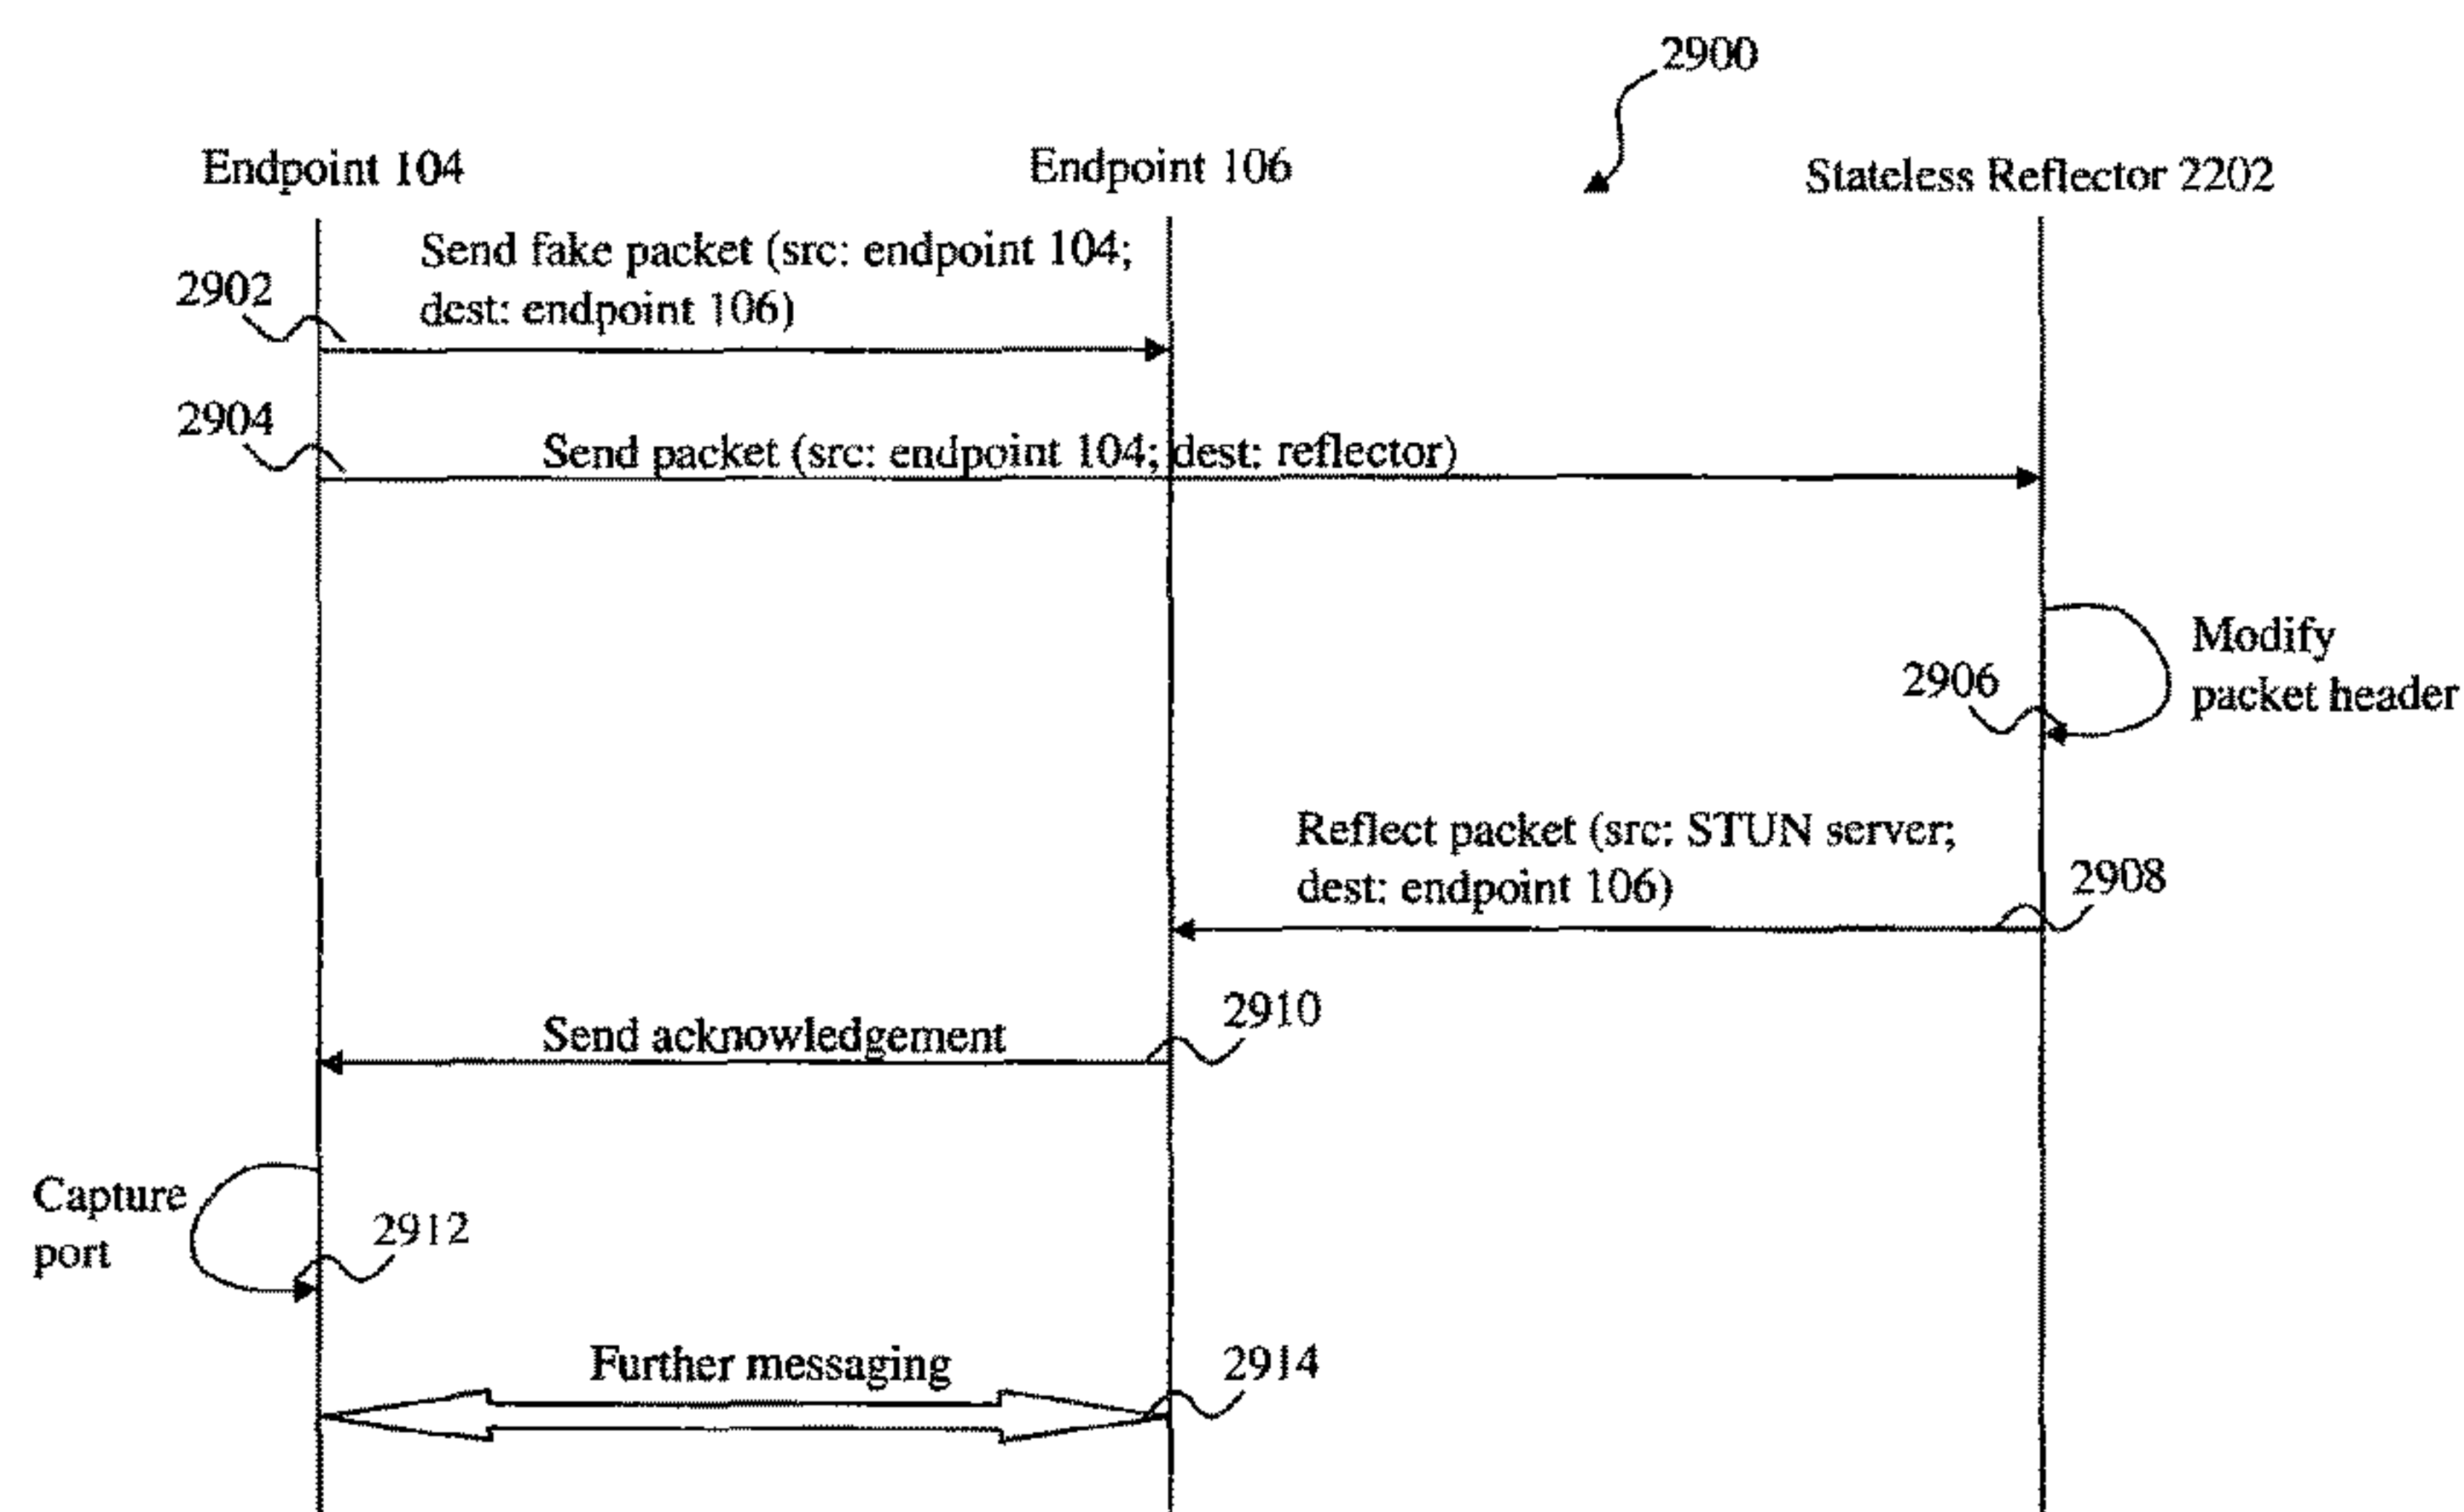 2900
Endpoint 104
Endpoint 106
Stateless Reflector 2202
Send fake packet (src: endpoint 104;
dest: endpoint 106)
2902
2904
Send packet (src: endpoint 104; dest: reflector)
Modify
packet header
2906
Reflect packet (src: STUN server;
dest: endpoint 106)
2908
2910
Send acknowledgement
Capture
port
2912
Further messaging
2914